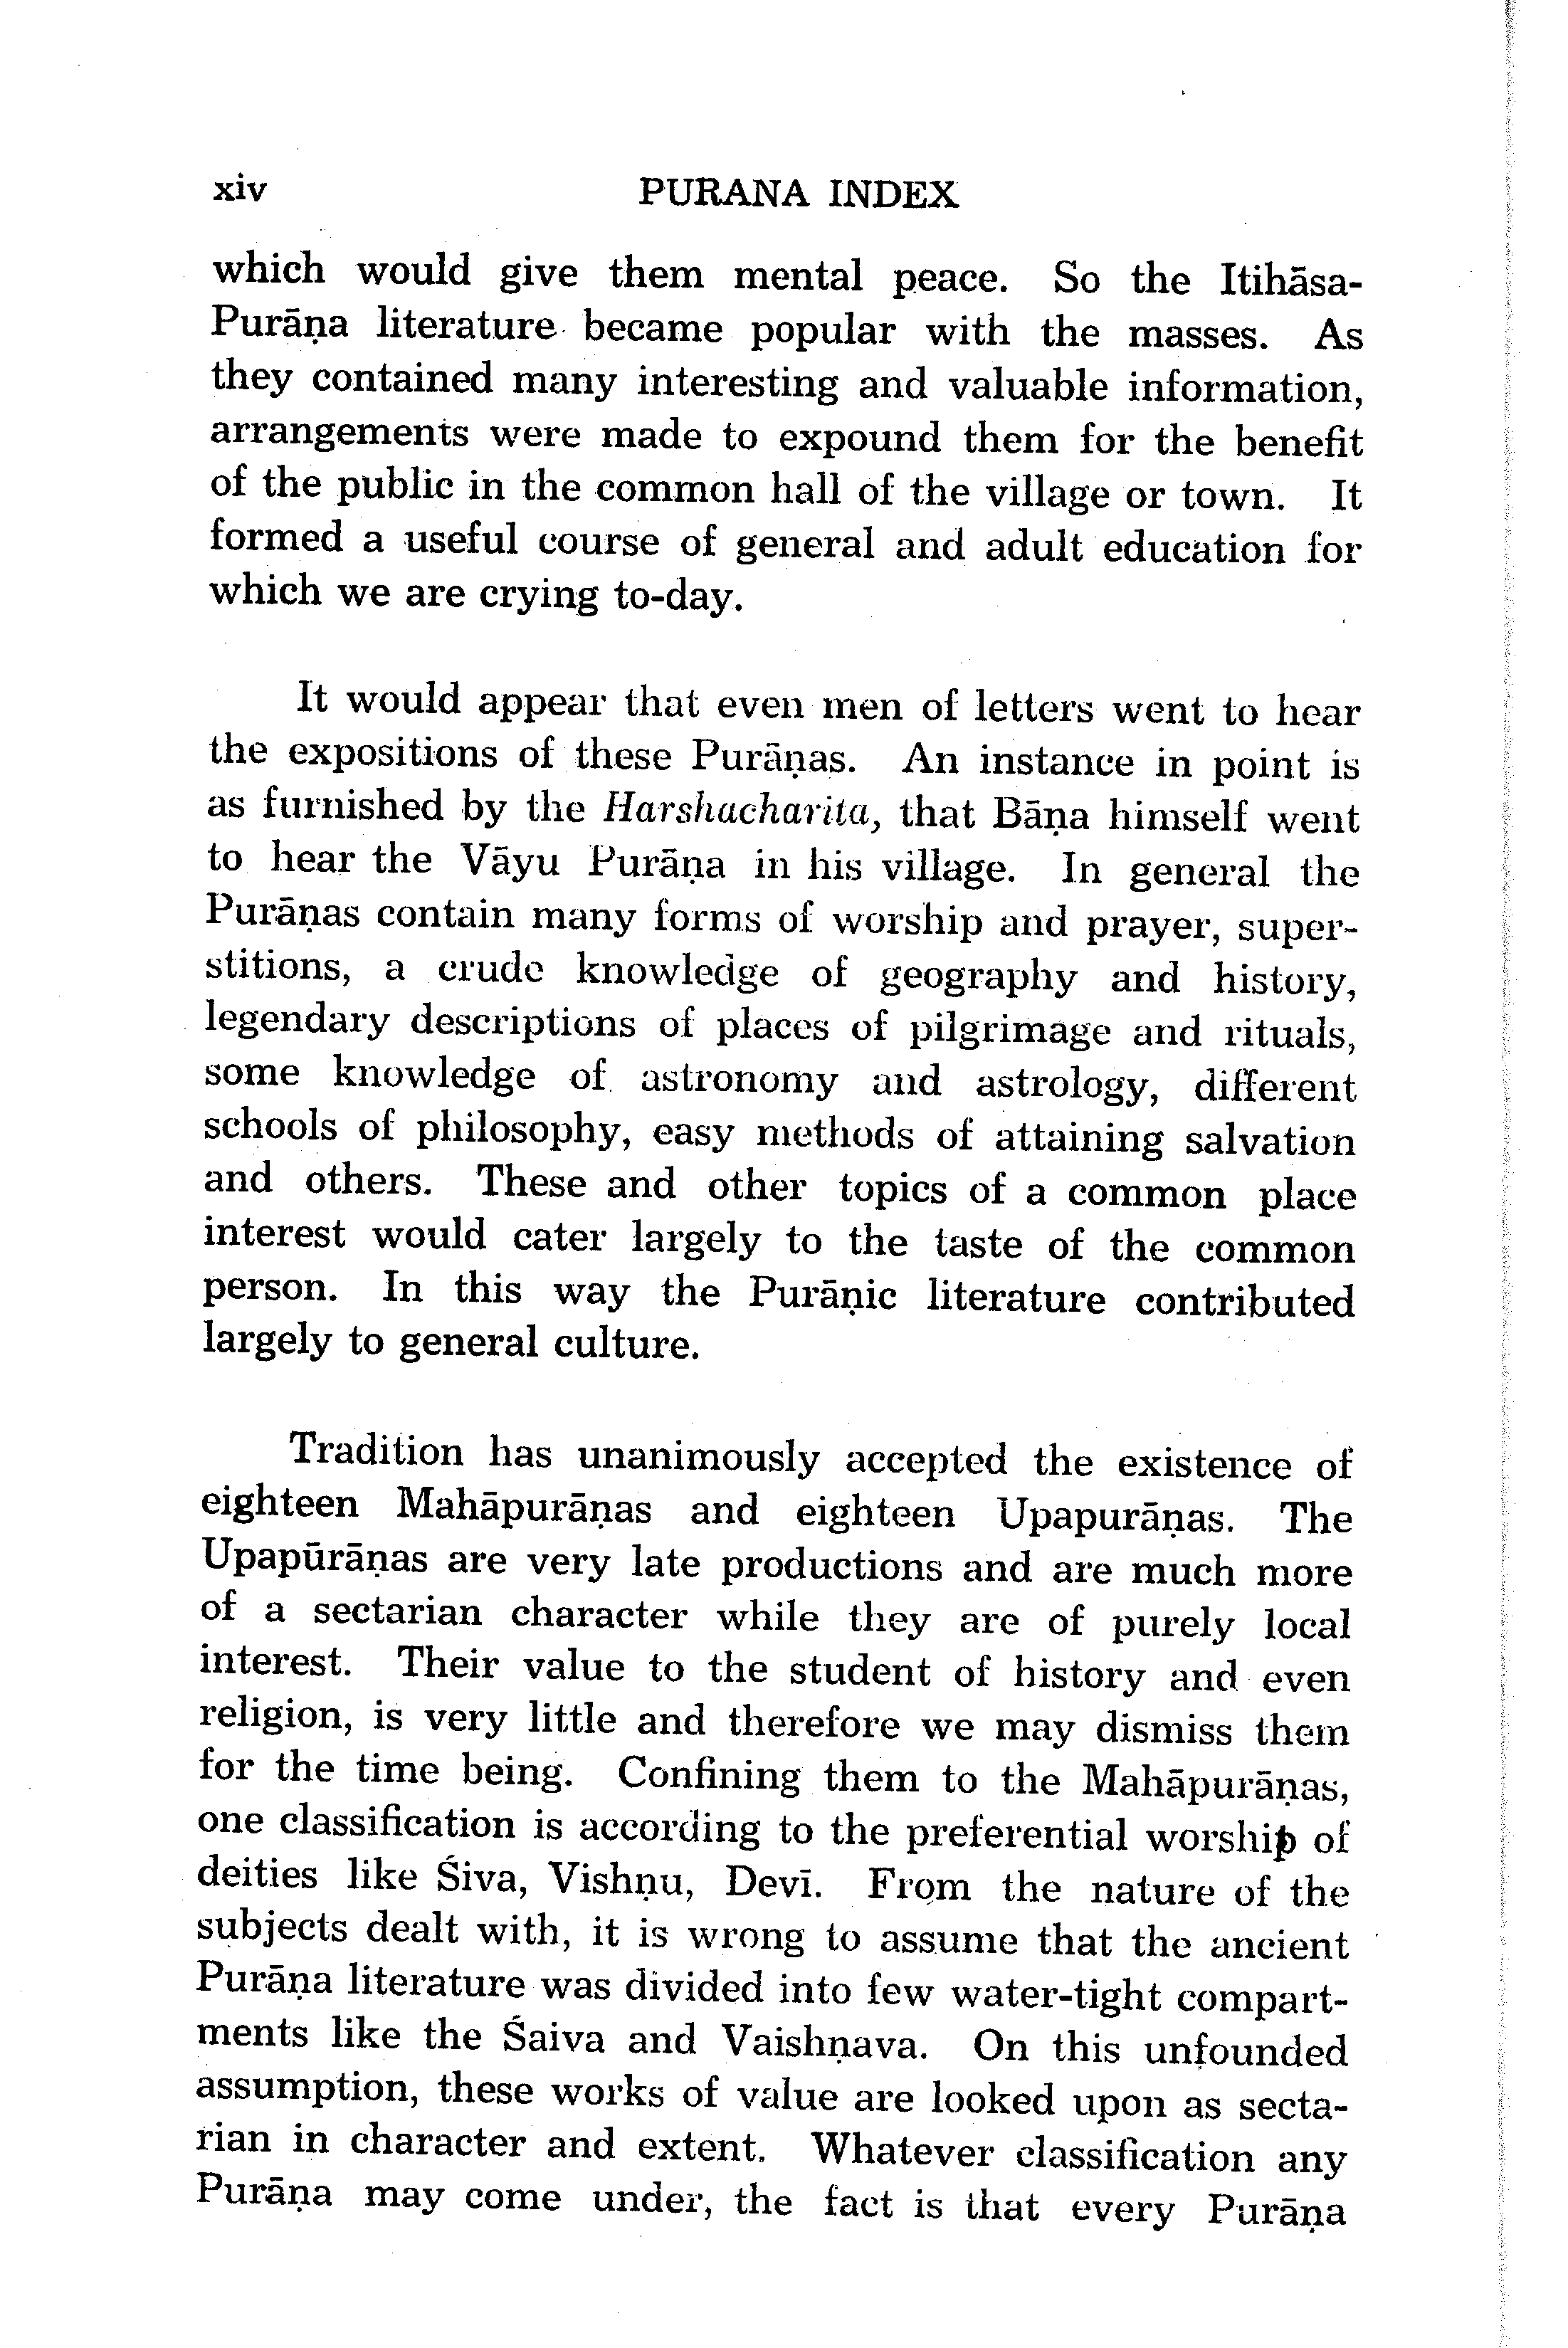 xiv PURANA INDEX
which would give them mental peace. So the Itihāsa-
Purāṇa literature became popular with the masses. As
they contained many interesting and valuable information,
arrangements were made to expound them for the benefit
of the public in the common hall of the village or town. It
formed a useful course of general and adult education for
which we are crying to-day.
It would appear that even men of letters went to hear
the expositions of these Purāṇas. An instance in point is
as furnished by the Harshacharita, that Bāṇa himself went
to hear the Vāyu Purāṇa in his village. In general the
Purāṇas contain many forms of worship and prayer, super-
stitions, a crude knowledge of geography and history,
legendary descriptions of places of pilgrimage and rituals,
some knowledge of astronomy and astrology, different
schools of philosophy, easy methods of attaining salvation
and others. These and other topics of a common place
interest would cater largely to the taste of the common
person. In this way the Purāṇic literature contributed
largely to general culture.
Tradition has unanimously accepted the existence of
eighteen Mahāpurāṇas and eighteen Upapurāṇas. The
Upapūrāṇas are very late productions and are much more
of a sectarian character while they are of purely local
interest. Their value to the student of history and even
religion, is very little and therefore we may dismiss them
for the time being. Confining them to the Mahāpurāṇas,
one classification is according to the preferential worship of
deities like Śiva, Vishṇu, Devī. From the nature of the
subjects dealt with, it is wrong to assume that the ancient
Purāṇa literature was divided into few water-tight compart-
ments like the Śaiva and Vaishṇava. On this unfounded
assumption, these works of value are looked upon as secta-
rian in character and extent. Whatever classification any
Purāṇa may come under, the fact is that every Purāṇa